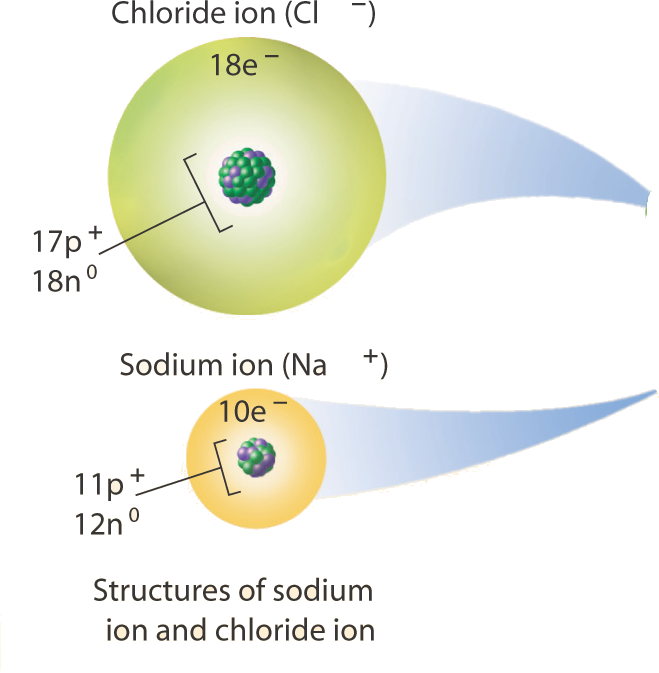 Chloride ion (Cl ⁻)
18e⁻
17p⁺
18n⁰
Sodium ion (Na ⁺)
10e⁻
11p⁺
12n⁰
Structures of sodium
ion and chloride ion